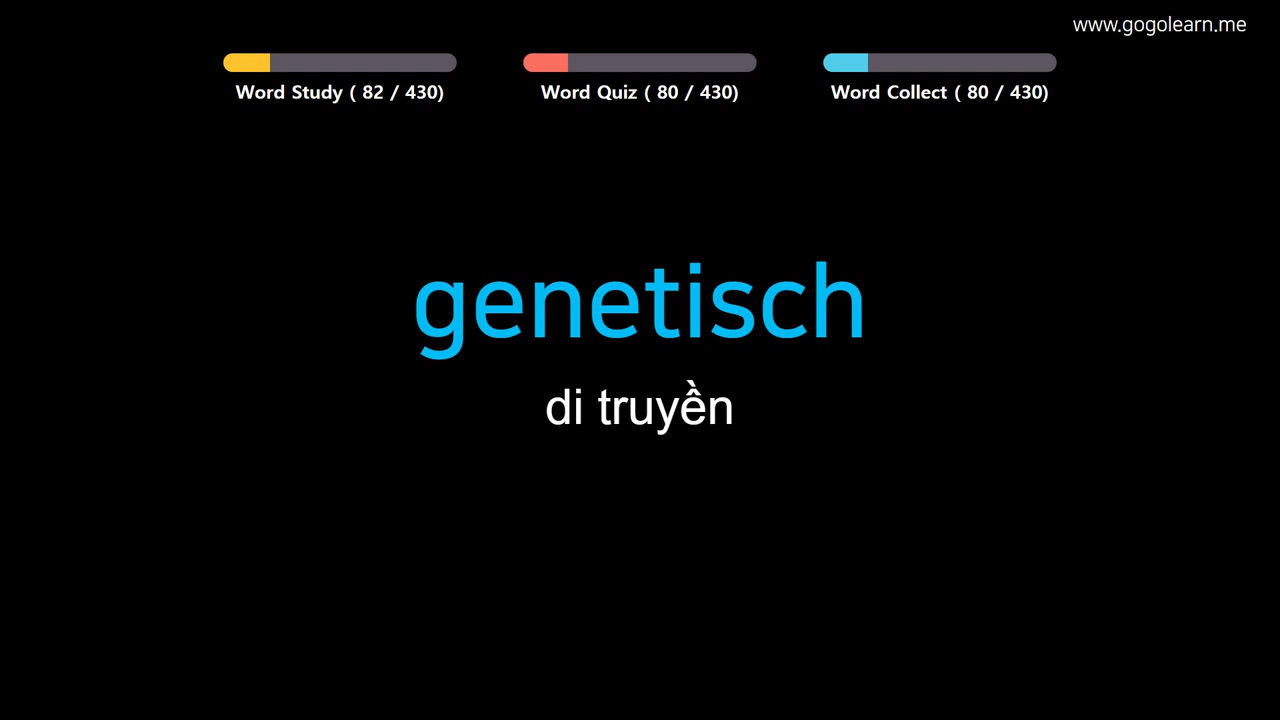 www.gogolearn.me
Word Study ( 82 / 430)
Word Quiz ( 80 / 430)
Word Collect ( 80 / 430)
genetisch
di truyền